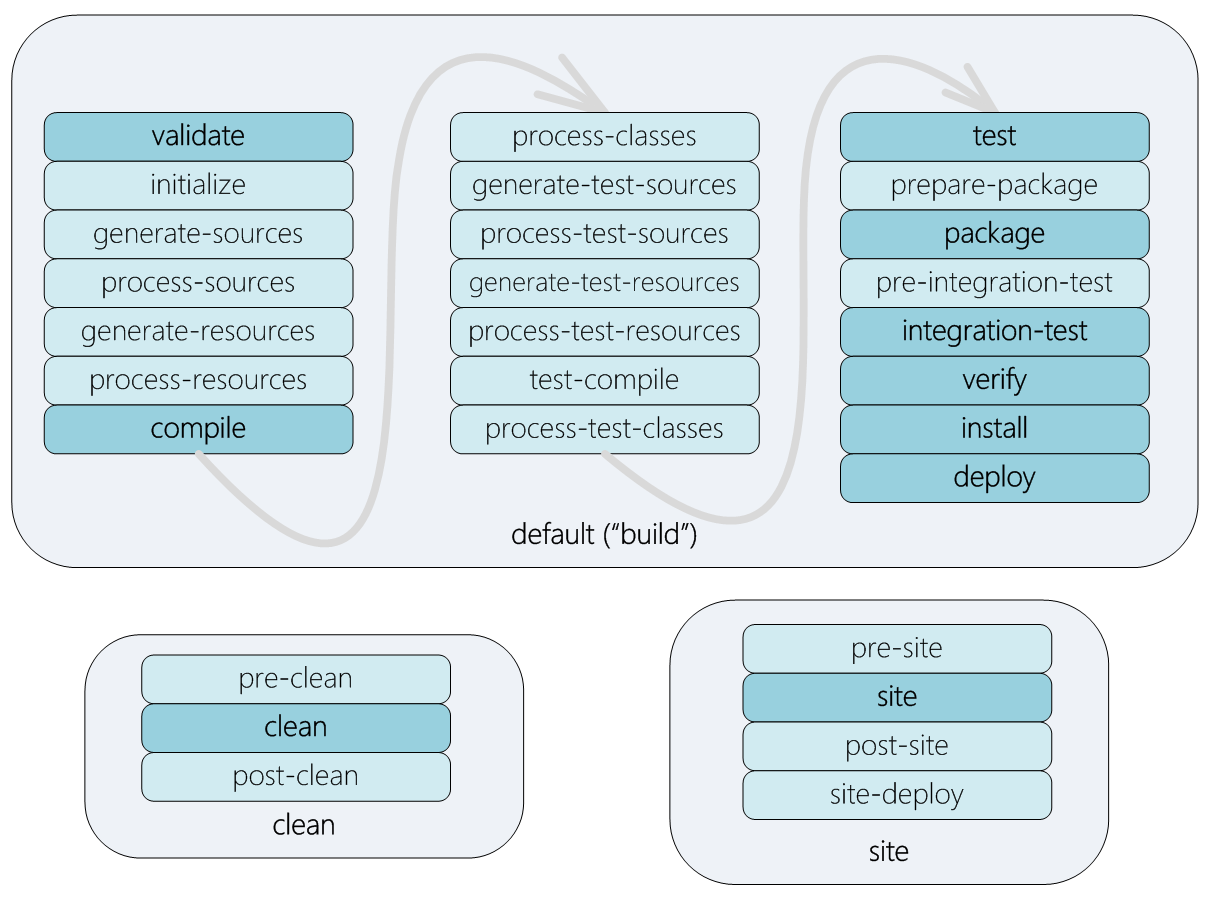 validate
initialize
generate-sources
process-sources
generate-resources
process-resources
compile
process-classes
generate-test-sources
process-test-sources
generate-test-resources
process-test-resources
test-compile
process-test-classes
test
prepare-package
package
pre-integration-test
integration-test
verify
install
deploy
default (“build”)
pre-clean
clean
post-clean
clean
pre-site
site
post-site
site-deploy
site